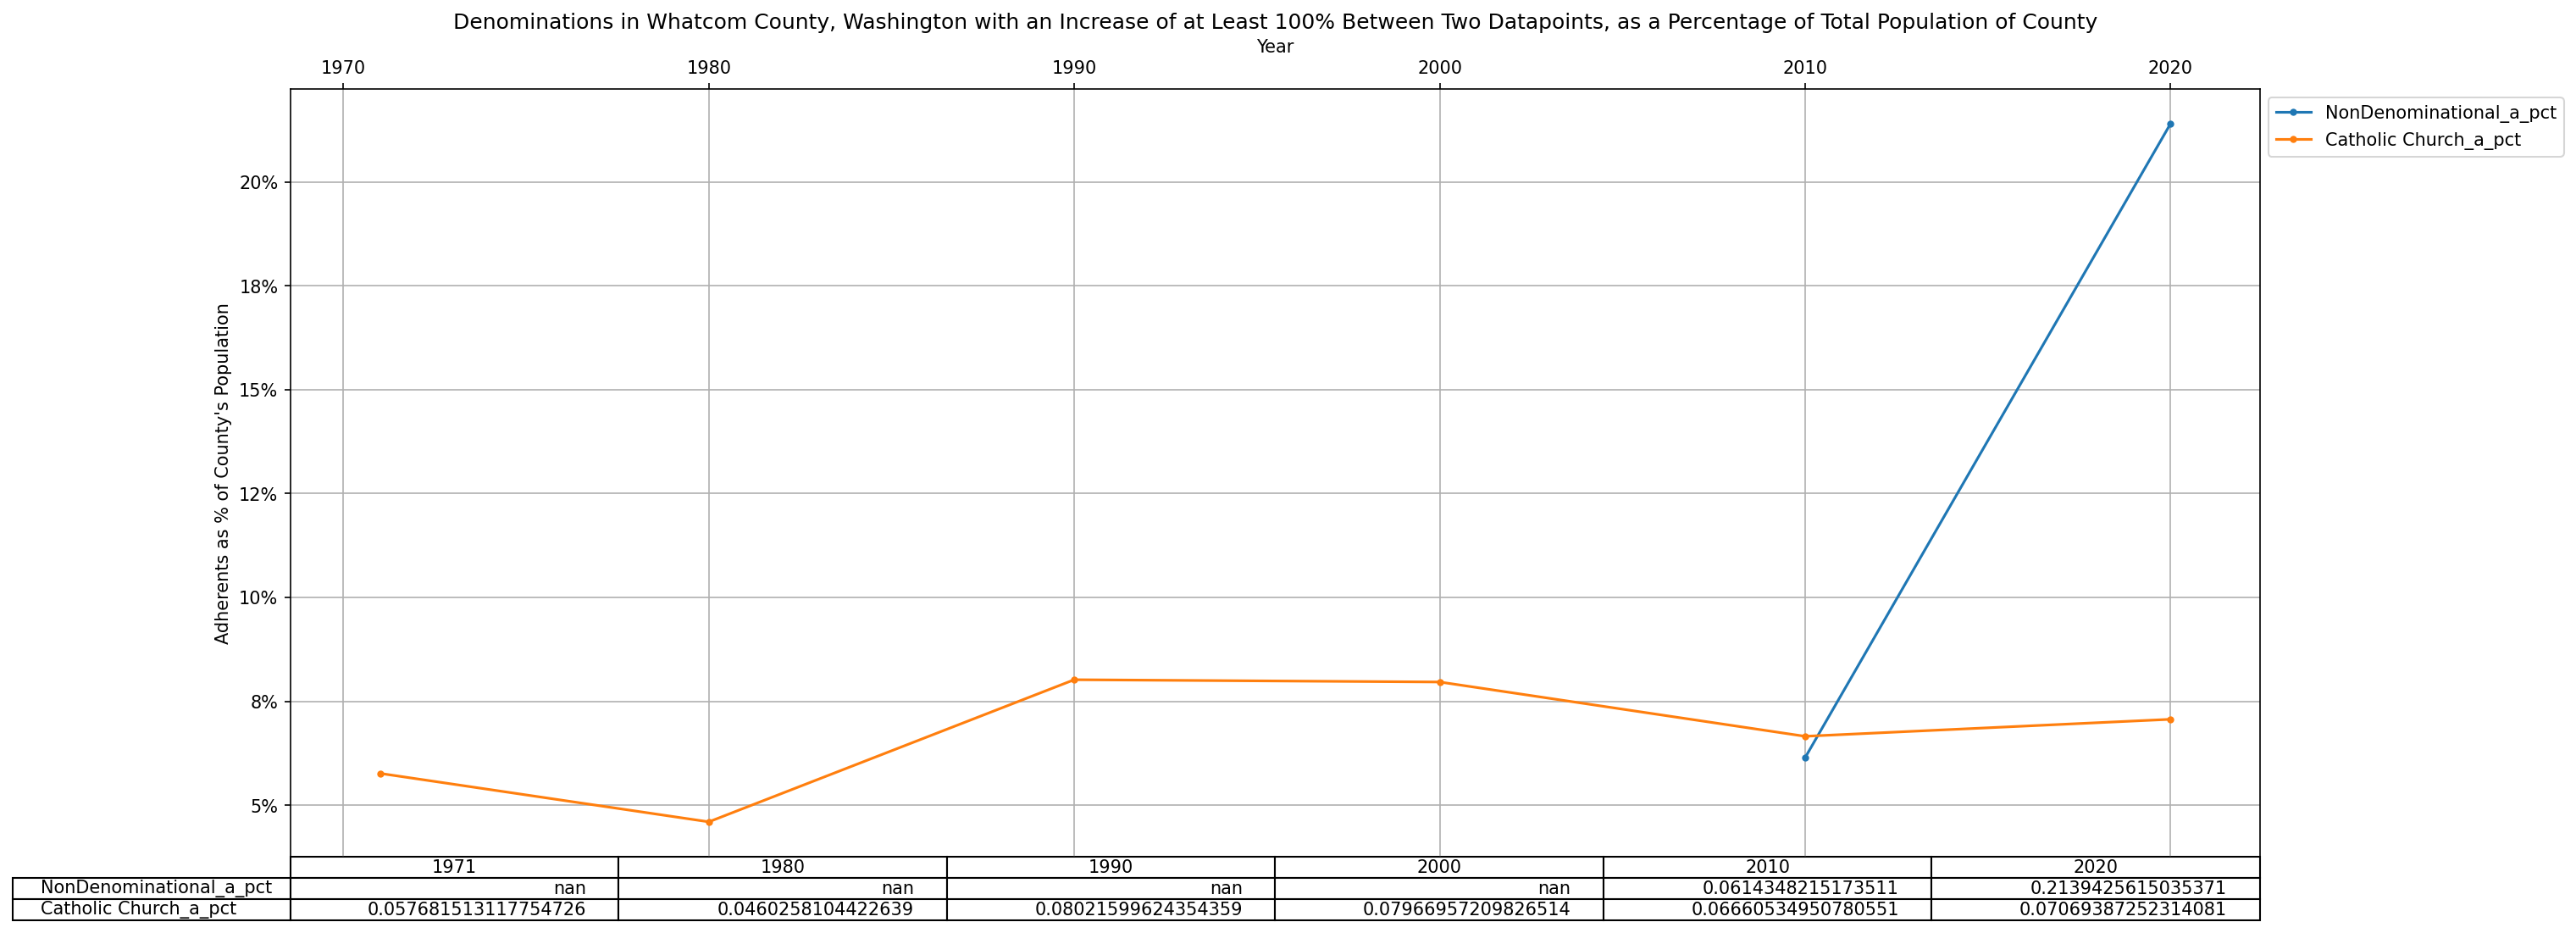 Denominations in Whatcom County, Washington with an Increase of at Least 100% Between Two Datapoints, as a Percentage of Total Population of County
Year
1970 1980 1990 2000 2010 2020
NonDenominational_a_pct
Catholic Church_a_pct
20%
18%
15%
12%
10%
8%
5%
Adherents as % of County's Population
1971 1980 1990 2000 2010 2020
NonDenominational_a_pct nan nan nan nan 0.0614348215173511 0.2139425615035371
Catholic Church_a_pct 0.057681513117754726 0.0460258104422639 0.08021599624354359 0.07966957209826514 0.06660534950780551 0.07069387252314081